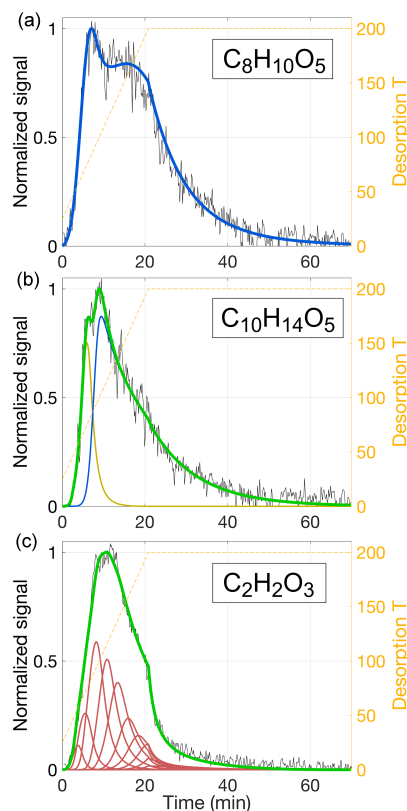 (a)
C8H10O5
Normalized signal
Desorption T
1
0.5
0
200
150
100
50
0
0 20 40 60
(b)
C10H14O5
Normalized signal
Desorption T
1
0.5
0
200
150
100
50
0
0 20 40 60
(c)
C2H2O3
Normalized signal
Desorption T
1
0.5
0
200
150
100
50
0
0 20 40 60
Time (min)